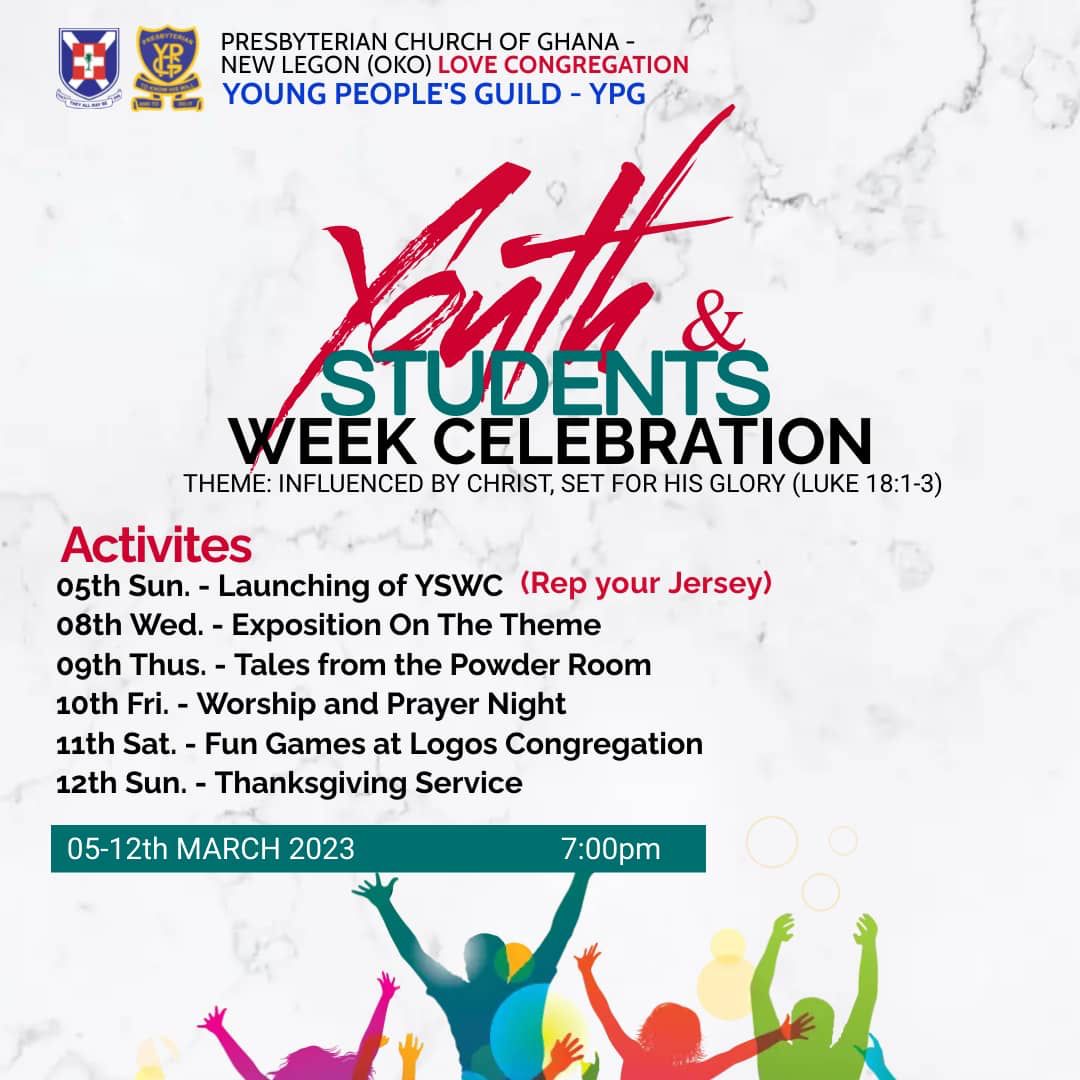 PRESBYTERIAN CHURCH OF GHANA -
NEW LEGON (OKO) LOVE CONGREGATION
YOUNG PEOPLE'S GUILD - YPG
Youth &
STUDENTS
WEEK CELEBRATION
THEME: INFLUENCED BY CHRIST, SET FOR HIS GLORY (LUKE 18:1-3)
Activites
05th Sun. - Launching of YSWC (Rep your Jersey)
08th Wed. - Exposition On The Theme
09th Thus. - Tales from the Powder Room
10th Fri. - Worship and Prayer Night
11th Sat. - Fun Games at Logos Congregation
12th Sun. - Thanksgiving Service
05-12th MARCH 2023 7:00pm